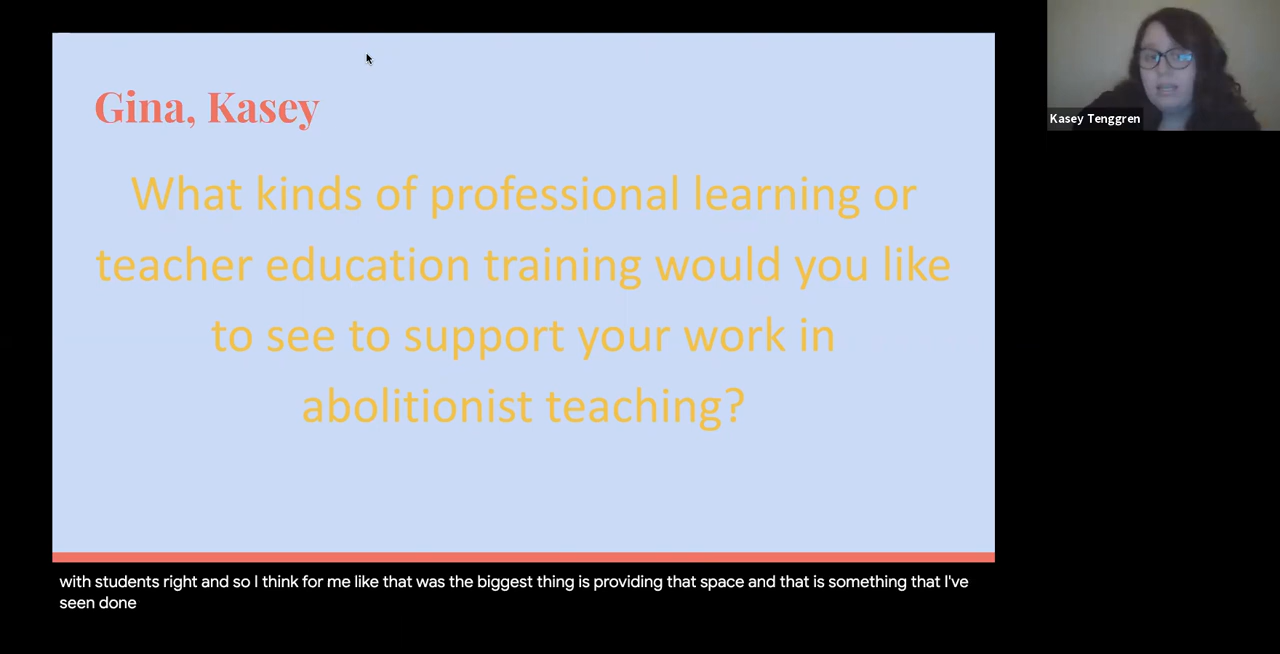 Gina, Kasey
What kinds of professional learning or
teacher education training would you like
to see to support your work in
abolitionist teaching?
Kasey Tenggren
with students right and so I think for me like that was the biggest thing is providing that space and that is something that I've
seen done